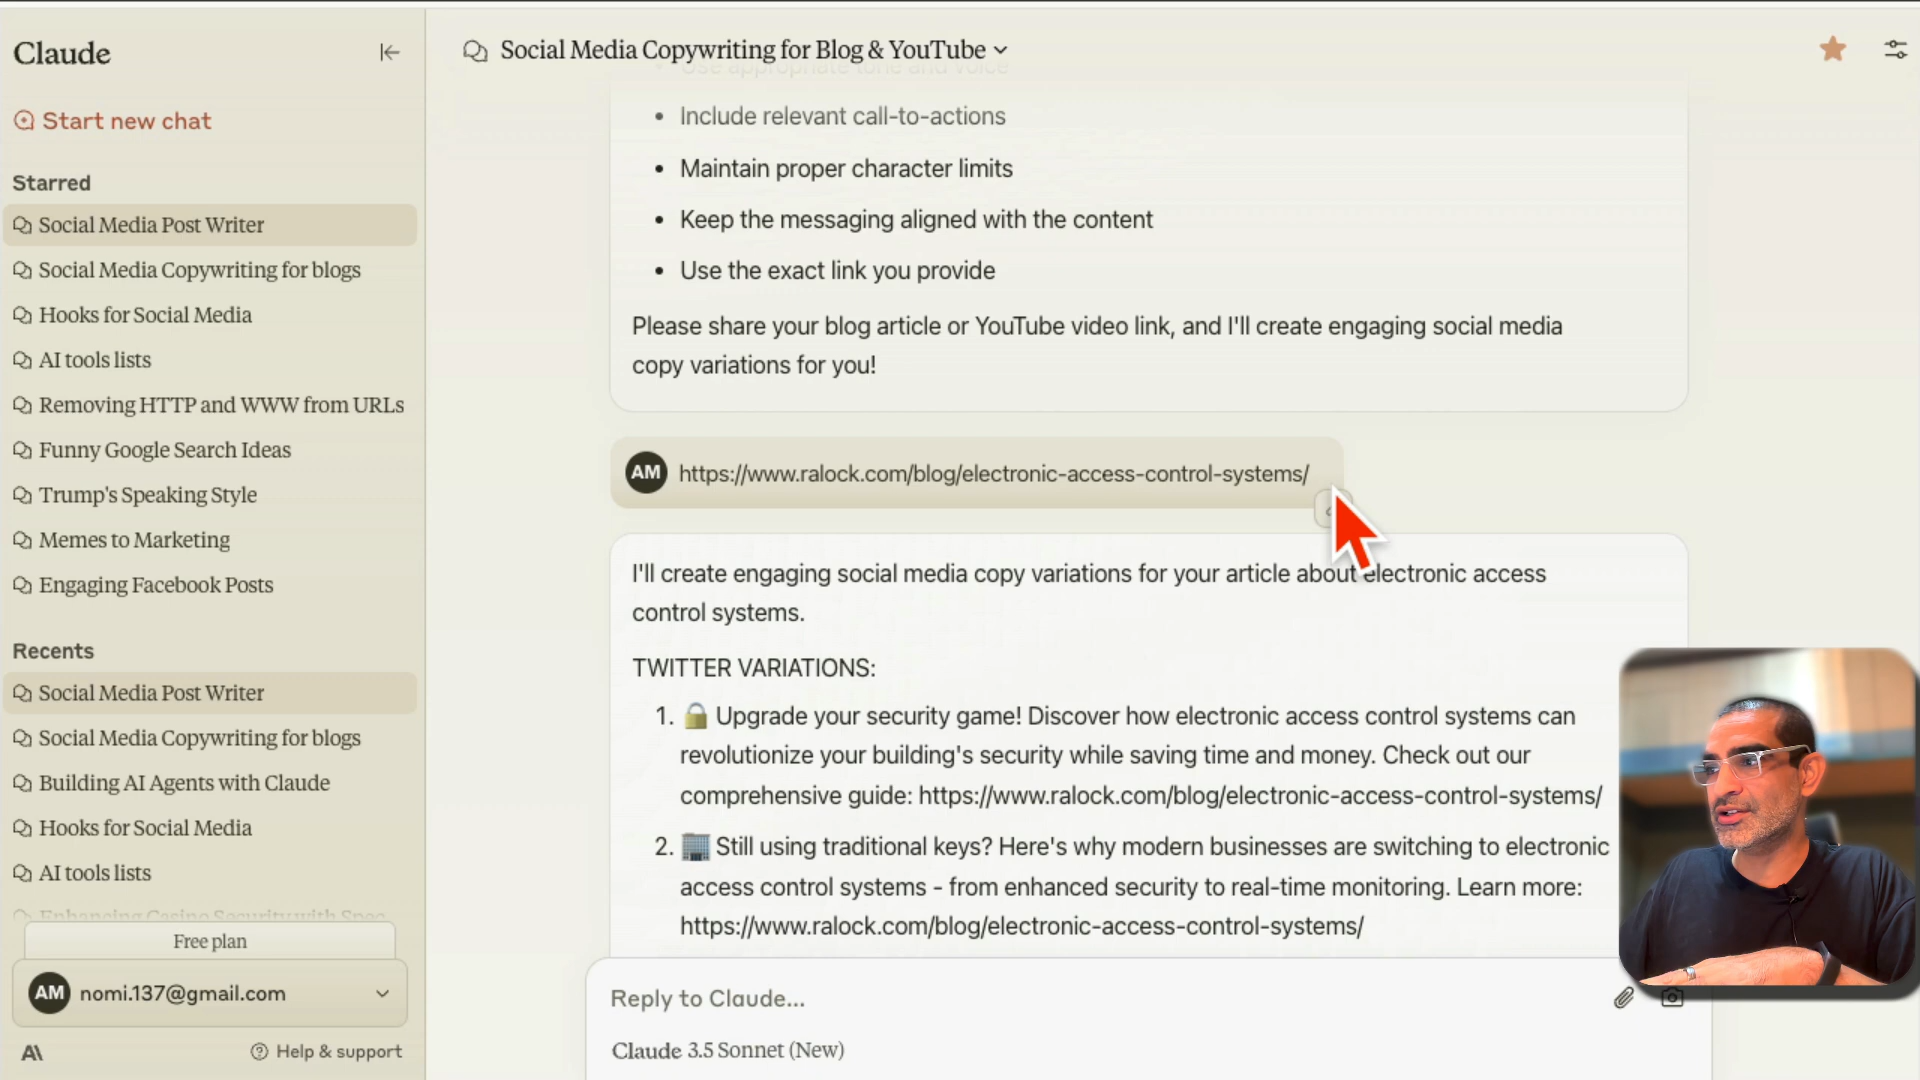 Claude
Start new chat
Starred
Social Media Post Writer
Social Media Copywriting for blogs
Hooks for Social Media
AI tools lists
Removing HTTP and WWW from URLs
Funny Google Search Ideas
Trump's Speaking Style
Memes to Marketing
Engaging Facebook Posts
Recents
Social Media Post Writer
Social Media Copywriting for blogs
Building AI Agents with Claude
Hooks for Social Media
AI tools lists
Enhancing Casino Security with Spec
Free plan
AM nomi.137@gmail.com
A\
Help & support
Social Media Copywriting for Blog & YouTube
• Use appropriate tone and voice
• Include relevant call-to-actions
• Maintain proper character limits
• Keep the messaging aligned with the content
• Use the exact link you provide
Please share your blog article or YouTube video link, and I'll create engaging social media
copy variations for you!
AM https://www.ralock.com/blog/electronic-access-control-systems/
I'll create engaging social media copy variations for your article about electronic access
control systems.
TWITTER VARIATIONS:
1. 🔒 Upgrade your security game! Discover how electronic access control systems can
revolutionize your building's security while saving time and money. Check out our
comprehensive guide: https://www.ralock.com/blog/electronic-access-control-systems/
2. 🏢 Still using traditional keys? Here's why modern businesses are switching to electronic
access control systems - from enhanced security to real-time monitoring. Learn more:
https://www.ralock.com/blog/electronic-access-control-systems/
Reply to Claude...
Claude 3.5 Sonnet (New)